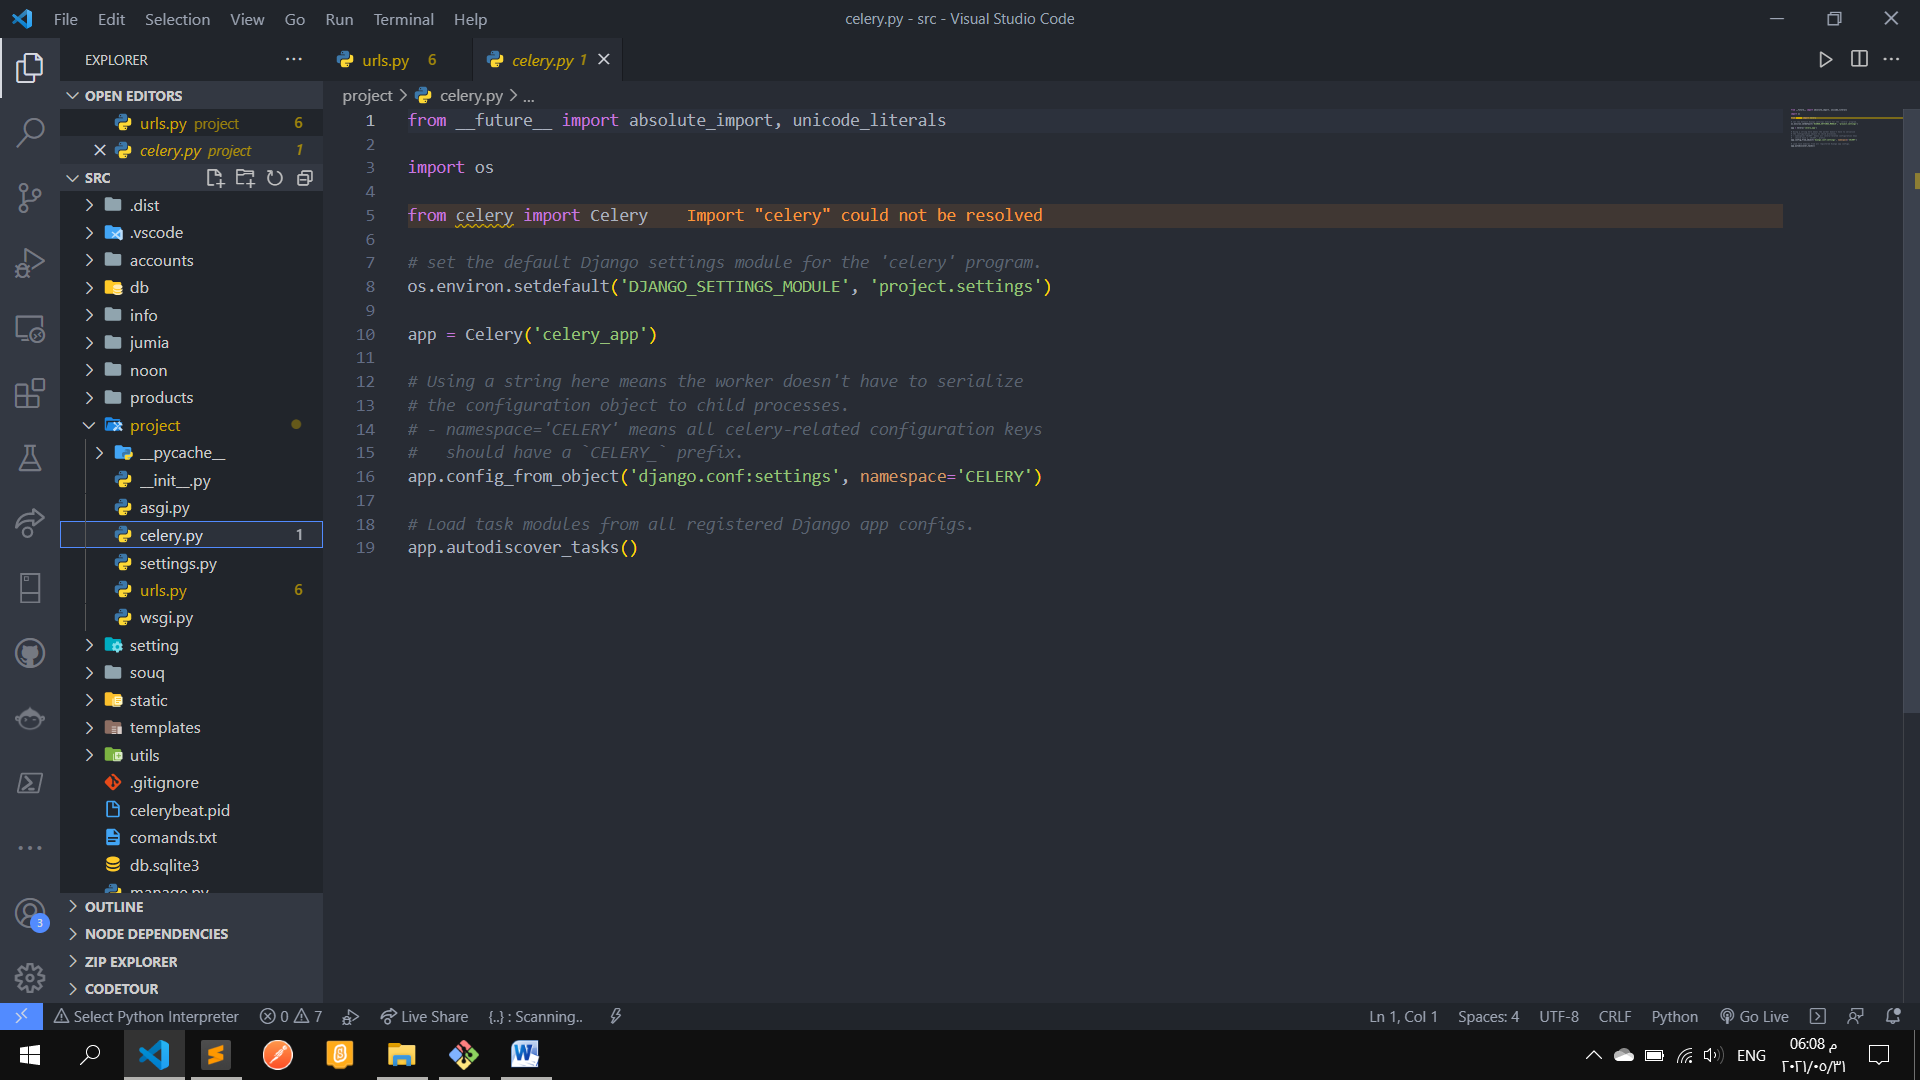 File Edit Selection View Go Run Terminal Help
celery.py - src - Visual Studio Code
EXPLORER
OPEN EDITORS
urls.py project 6
celery.py project 1
SRC
.dist
.vscode
accounts
db
info
jumia
noon
products
project
__pycache__
__init__.py
asgi.py
celery.py 1
settings.py
urls.py 6
wsgi.py
setting
souq
static
templates
utils
.gitignore
celerybeat.pid
comands.txt
db.sqlite3
manage.py
OUTLINE
NODE DEPENDENCIES
ZIP EXPLORER
CODETOUR
3
urls.py 6
celery.py 1
project > celery.py > ...
1 from __future__ import absolute_import, unicode_literals
2
3 import os
4
5 from celery import Celery Import "celery" could not be resolved
6
7 # set the default Django settings module for the 'celery' program.
8 os.environ.setdefault('DJANGO_SETTINGS_MODULE', 'project.settings')
9
10 app = Celery('celery_app')
11
12 # Using a string here means the worker doesn't have to serialize
13 # the configuration object to child processes.
14 # - namespace='CELERY' means all celery-related configuration keys
15 #   should have a `CELERY_` prefix.
16 app.config_from_object('django.conf:settings', namespace='CELERY')
17
18 # Load task modules from all registered Django app configs.
19 app.autodiscover_tasks()
Select Python Interpreter 0 7 Live Share {..} : Scanning.. Ln 1, Col 1 Spaces: 4 UTF-8 CRLF Python Go Live
ENG
06:08 م
٢٠٢١/٠٥/٣١